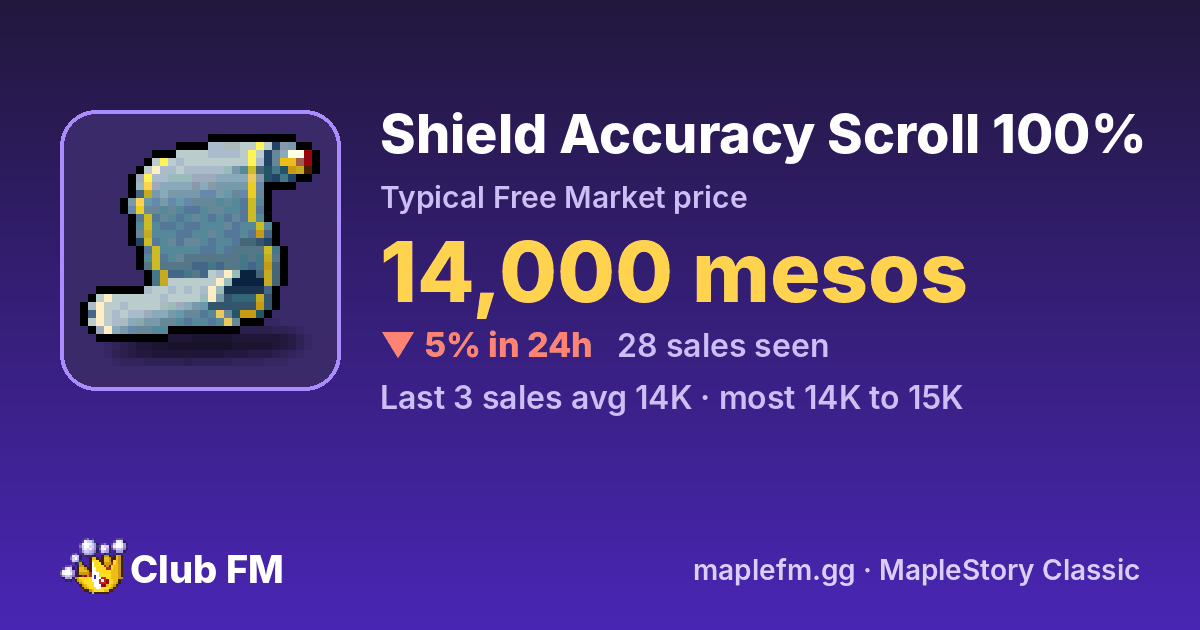 Shield Accuracy Scroll 100%
Typical Free Market price
14,000 mesos
▼ 5% in 24h 28 sales seen
Last 3 sales avg 14K · most 14K to 15K
Club FM
maplefm.gg · MapleStory Classic